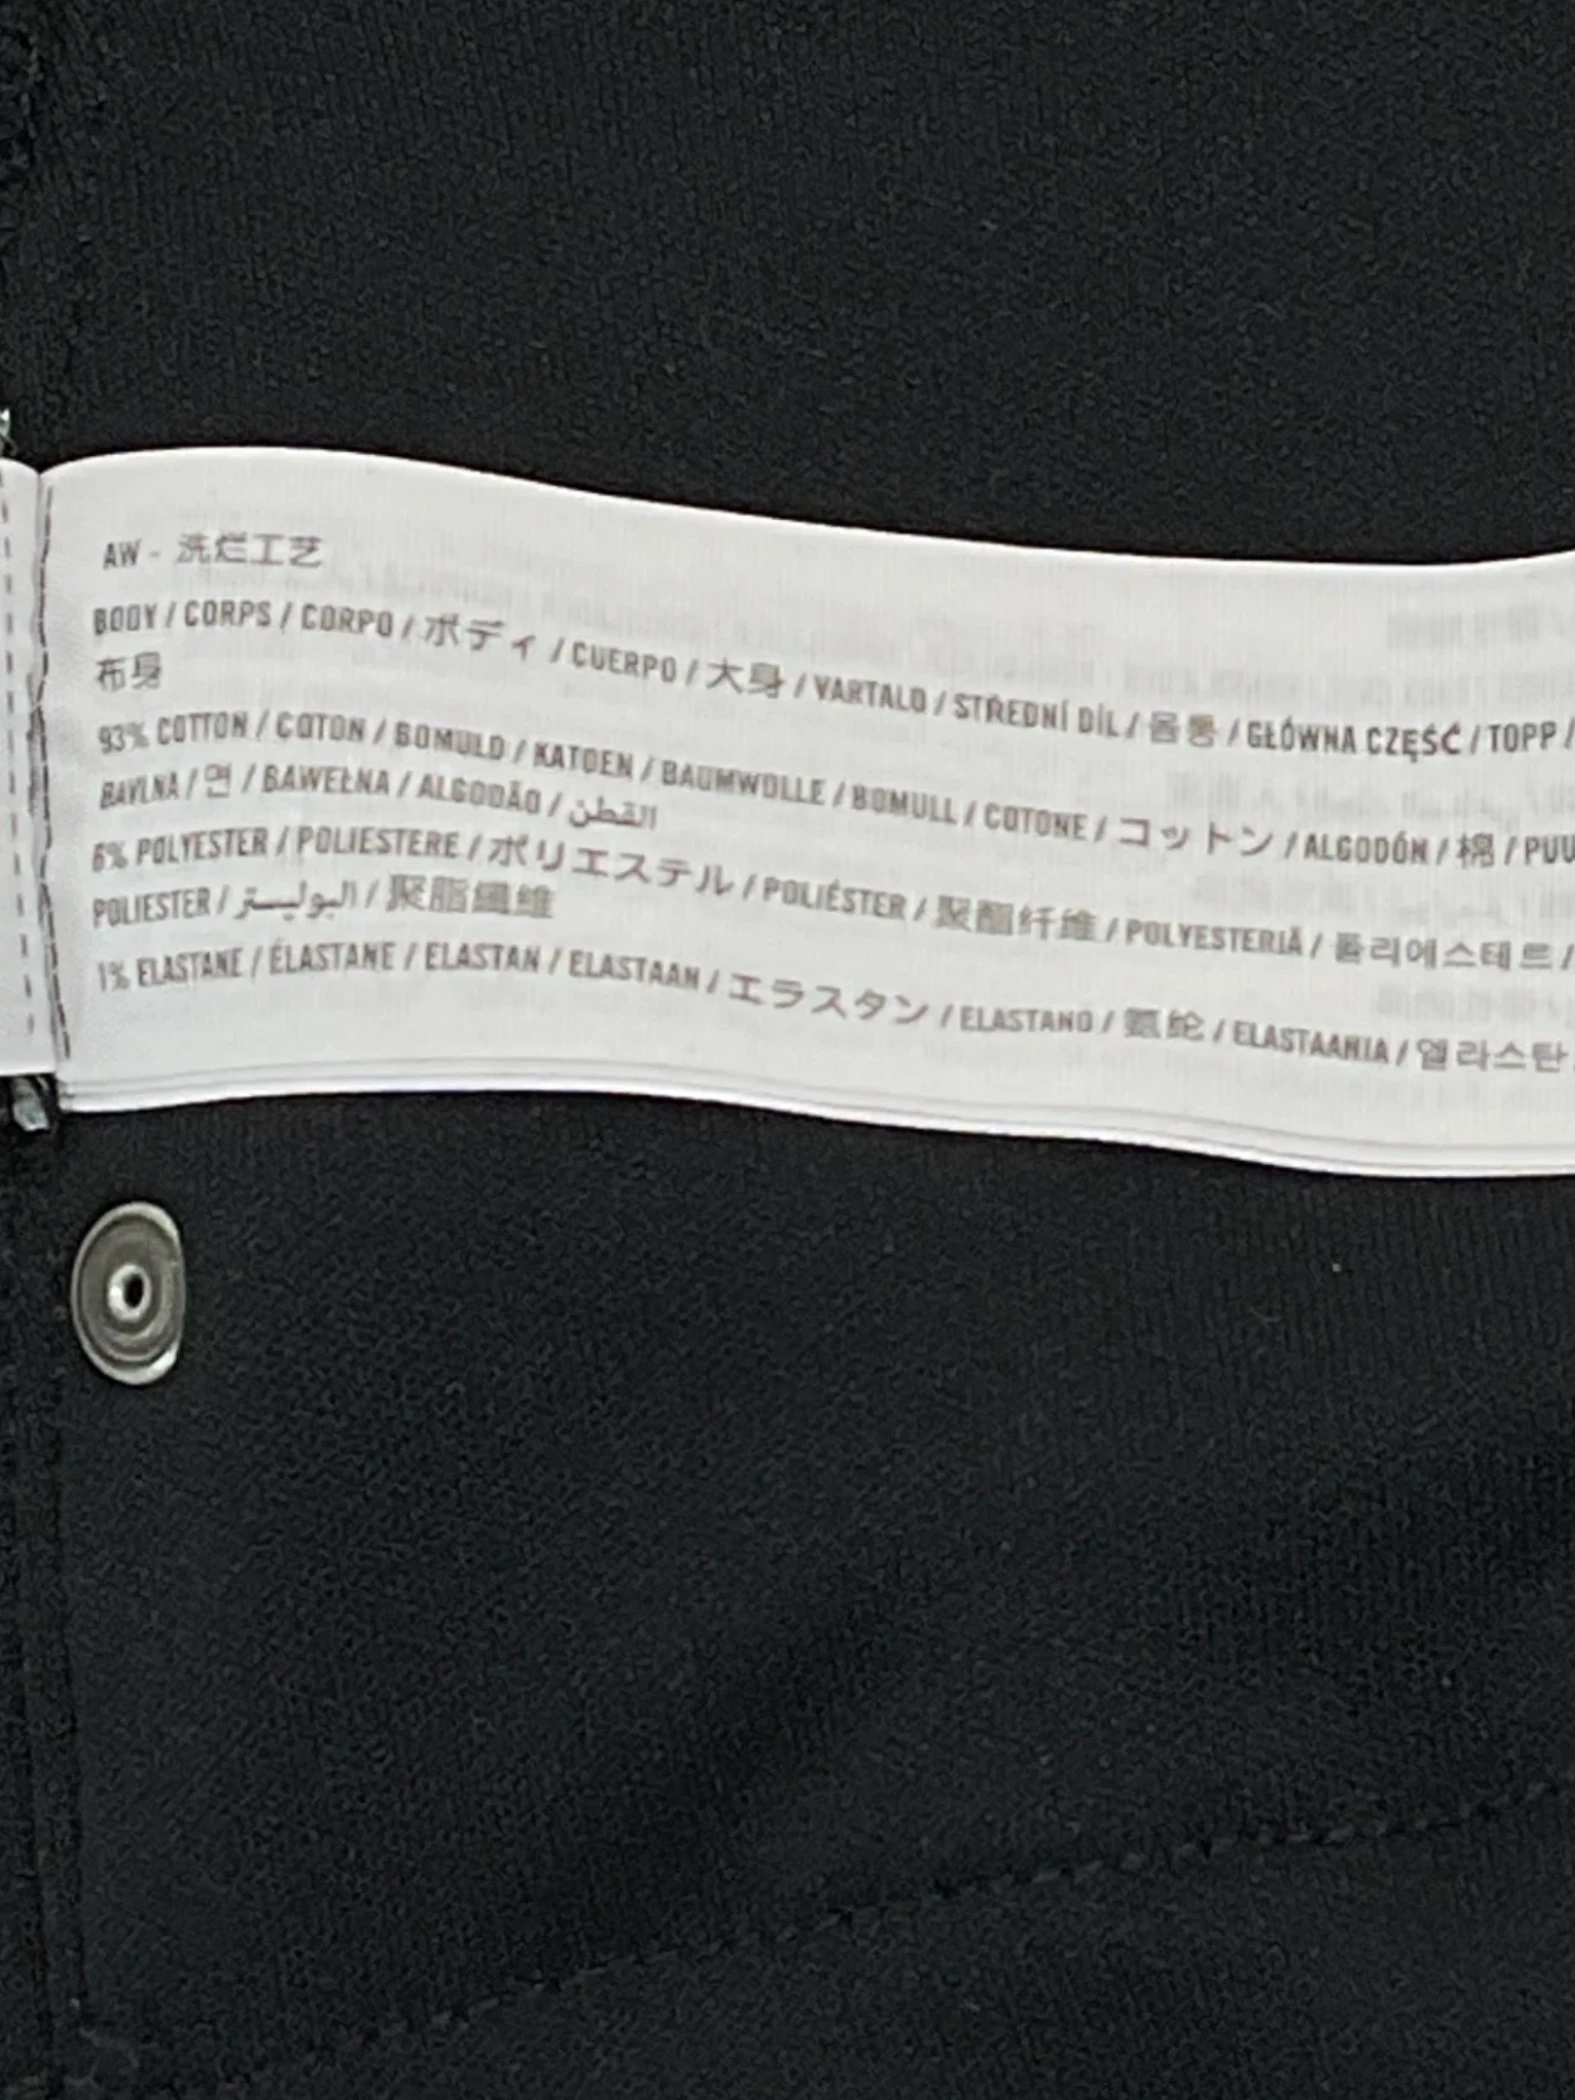 AW - 洗烂工艺
BODY / CORPS / CORPO / ボディ / CUERPO / 大身 / VARTALO / STŘEDNÍ DÍL / 몸통 / GŁÓWNA CZĘŚĆ / TOPP /
布身
93% COTTON / COTON / BOMULD / KATOEN / BAUMWOLLE / BOMULL / COTONE / コットン / ALGODÓN / 棉 / PUU
BAVLNA / 면 / BAWEŁNA / ALGODÃO / القطن
6% POLYESTER / POLIESTERE / ポリエステル / POLIÉSTER / 聚酯纤维 / POLYESTERIÄ / 폴리에스테르 /
POLIESTER / البوليستر / 聚脂纖維
1% ELASTANE / ÉLASTANE / ELASTAN / ELASTAAN / エラスタン / ELASTANO / 氨纶 / ELASTAANIA / 엘라스탄